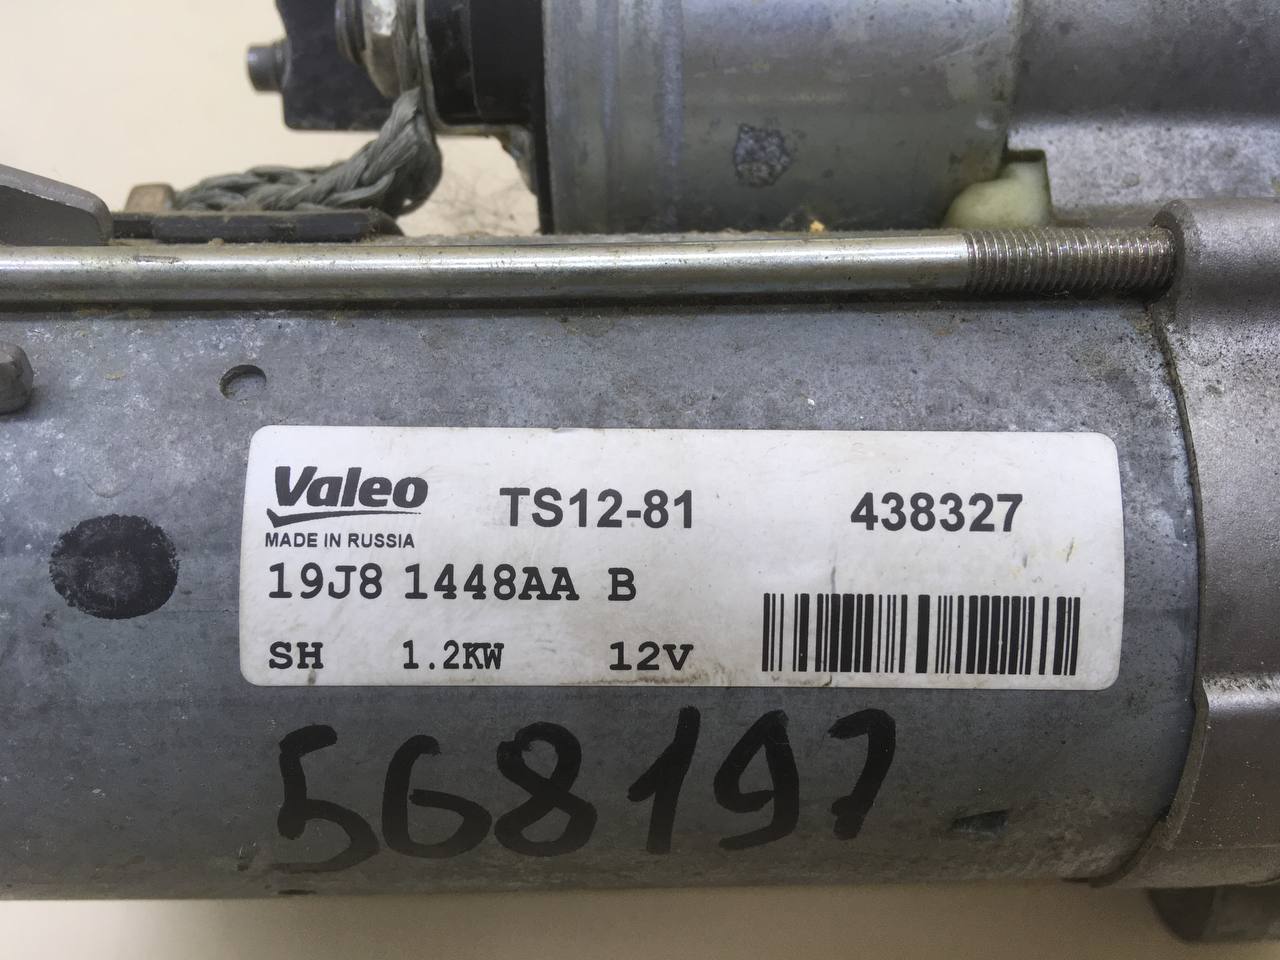 Valeo TS12-81 438327
MADE IN RUSSIA
19J8 1448AA B
SH 1.2KW 12V
568197